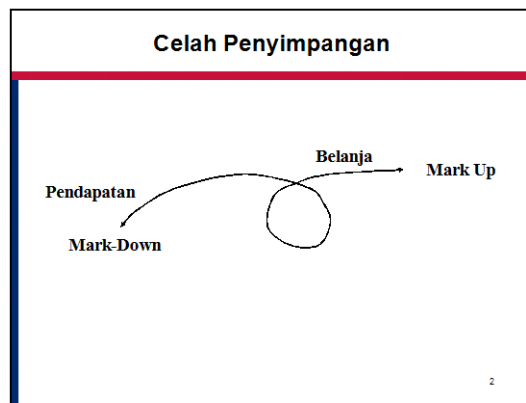 Celah Penyimpangan
Belanja
Mark Up
Pendapatan
Mark-Down
2